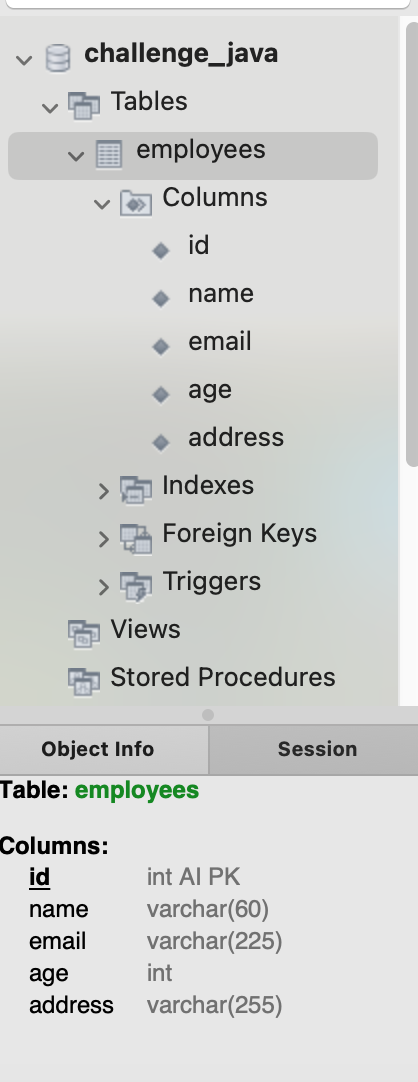 challenge_java
Tables
employees
Columns
id
name
email
age
address
Indexes
Foreign Keys
Triggers
Views
Stored Procedures
Object Info Session
Table: employees
Columns:
id int AI PK
name varchar(60)
email varchar(225)
age int
address varchar(255)